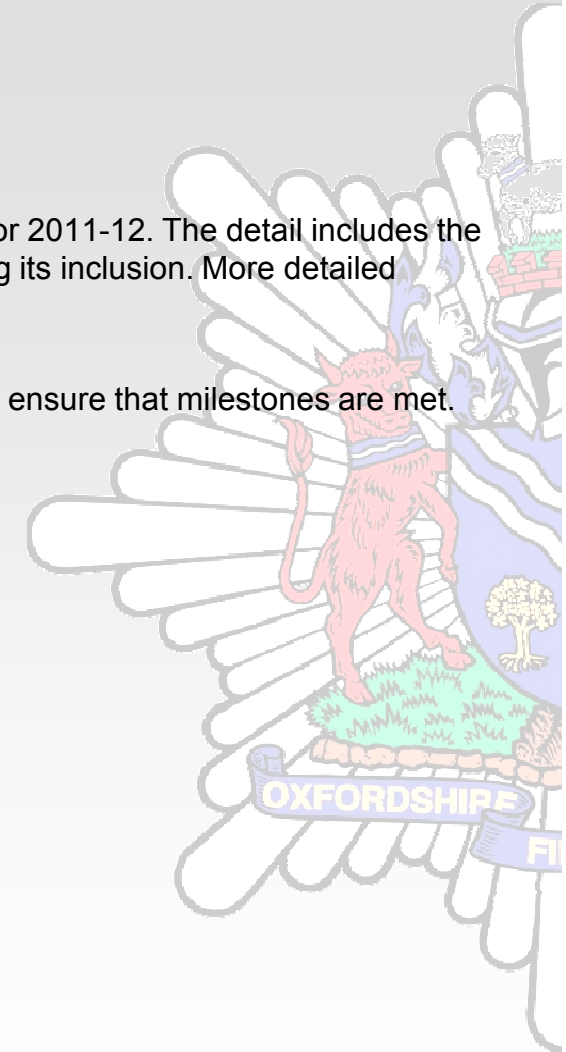 or 2011-12. The detail includes the
g its inclusion. More detailed
ensure that milestones are met.
OXFORDSHIRE
FI